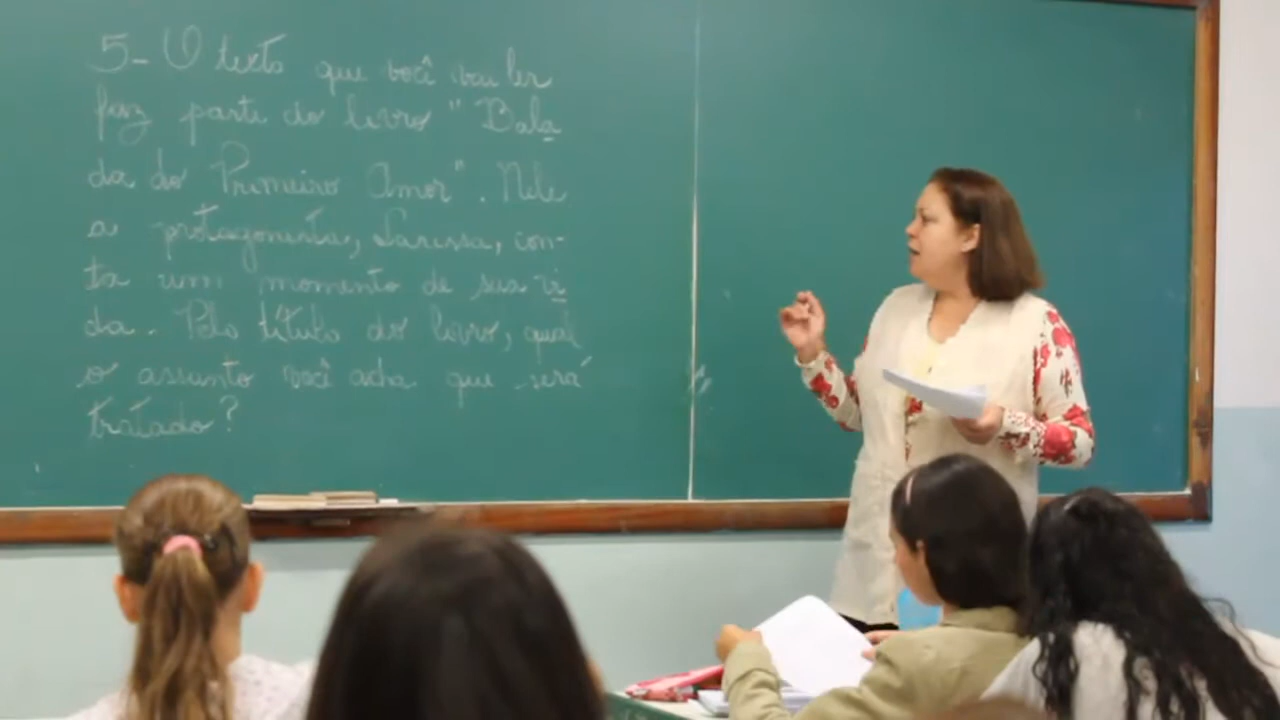 5- O texto que você vai ler
faz parte do livro "Bala
da do Primeiro Amor". Nele
a protagonista, Larissa, con-
ta um momento de sua vi
da. Pelo título do livro, qual
o assunto você acha que será
tratado?